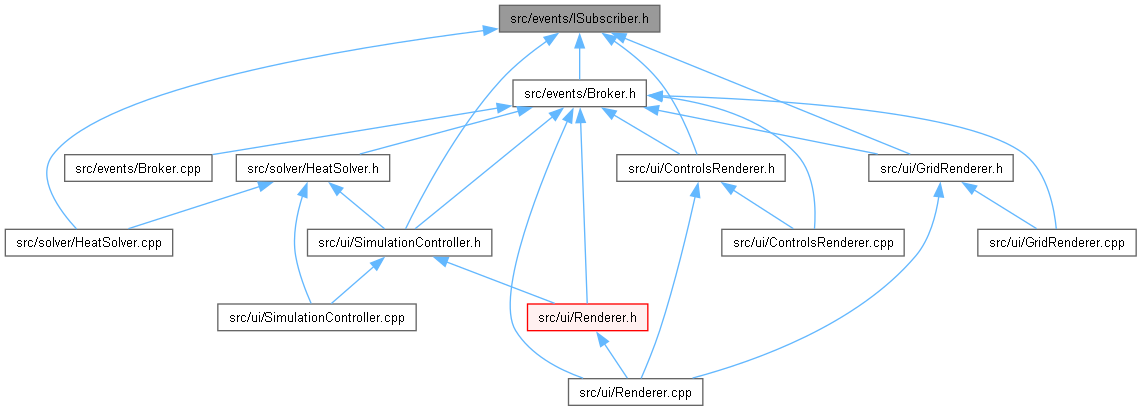 src/events/ISubscriber.h
src/events/Broker.h
src/events/Broker.cpp
src/solver/HeatSolver.h
src/ui/ControlsRenderer.h
src/ui/GridRenderer.h
src/solver/HeatSolver.cpp
src/ui/SimulationController.h
src/ui/ControlsRenderer.cpp
src/ui/GridRenderer.cpp
src/ui/SimulationController.cpp
src/ui/Renderer.h
src/ui/Renderer.cpp